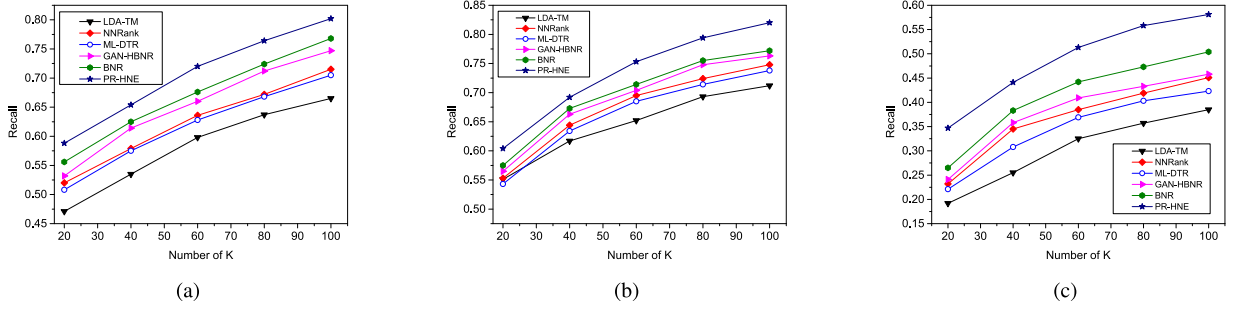 0.80
0.75
0.70
0.65
0.60
0.55
0.50
0.45
Recall
LDA-TM
NNRank
ML-DTR
GAN-HBNR
BNR
PR-HNE
20 30 40 50 60 70 80 90 100
Number of K
(a)
0.80
0.75
0.70
0.65
0.60
0.55
0.50
Recall
LDA-TM
NNRank
ML-DTR
GAN-HBNR
BNR
PR-HNE
20 30 40 50 60 70 80 90 100
Number of K
(b)
0.60
0.55
0.50
0.45
0.40
0.35
0.30
0.25
0.20
0.15
Recall
LDA-TM
NNRank
ML-DTR
GAN-HBNR
BNR
PR-HNE
20 30 40 50 60 70 80 90 100
Number of K
(c)